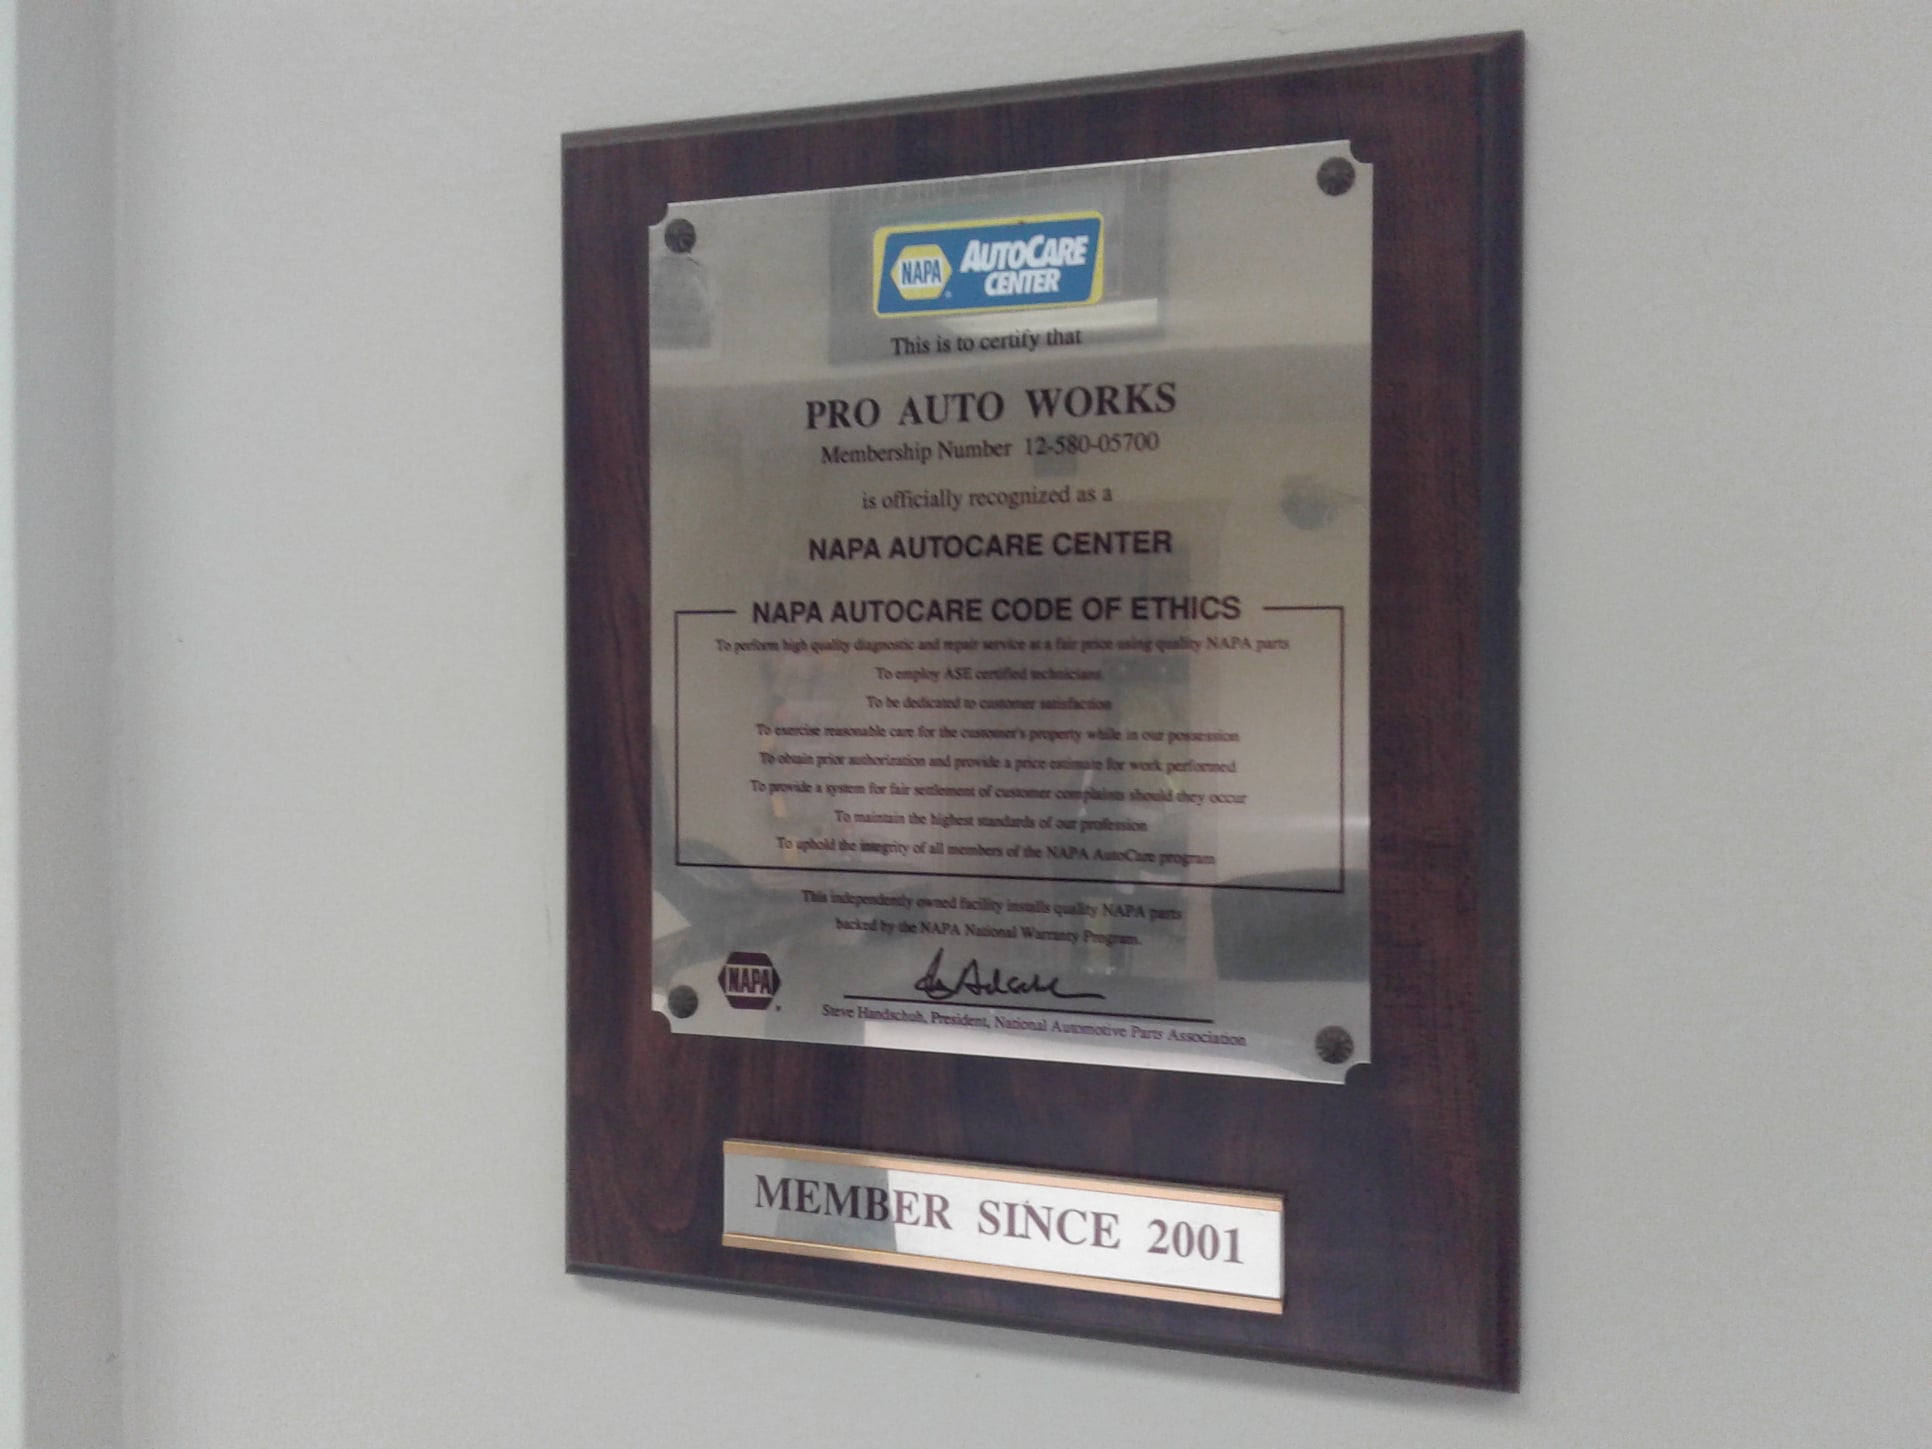 NAPA
AUTOCARE
CENTER
This is to certify that
PRO AUTO WORKS
Membership Number 12-580-05700
is officially recognized as a
NAPA AUTOCARE CENTER
NAPA AUTOCARE CODE OF ETHICS
To perform high quality diagnostic and repair service at a fair price using quality NAPA parts
To employ ASE certified technicians
To be dedicated to customer satisfaction
To exercise reasonable care for the customer's property while in our possession
To obtain prior authorization and provide a price estimate for work performed
To provide a system for fair settlement of customer complaints should they occur
To maintain the highest standards of our profession
To uphold the integrity of all members of the NAPA AutoCare program
This independently owned facility installs quality NAPA parts
backed by the NAPA National Warranty Program.
NAPA
Steve Handschuh, President, National Automotive Parts Association
MEMBER SINCE 2001